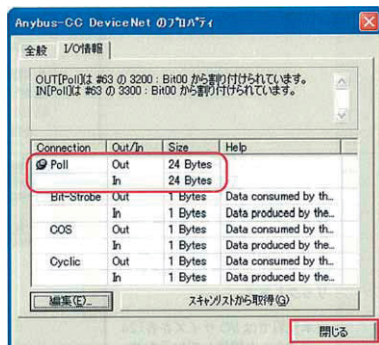 Anybus-CC DeviceNet のプロパティ
全般 I/O情報
OUT[Poll]は #63 の 3200 : Bit00 から割り付けられています。
IN[Poll]は #63 の 3300 : Bit00 から割り付けられています。
Connection Out/In Size Help
Poll Out 24 Bytes
In 24 Bytes
Bit-Strobe Out 1 Bytes Data consumed by th...
In 1 Bytes Data produced by the...
COS Out 1 Bytes Data consumed by th...
In 1 Bytes Data produced by the...
Cyclic Out 1 Bytes Data consumed by th...
In 1 Bytes Data produced by the...
編集(E)... スキャンリストから取得(G)
閉じる